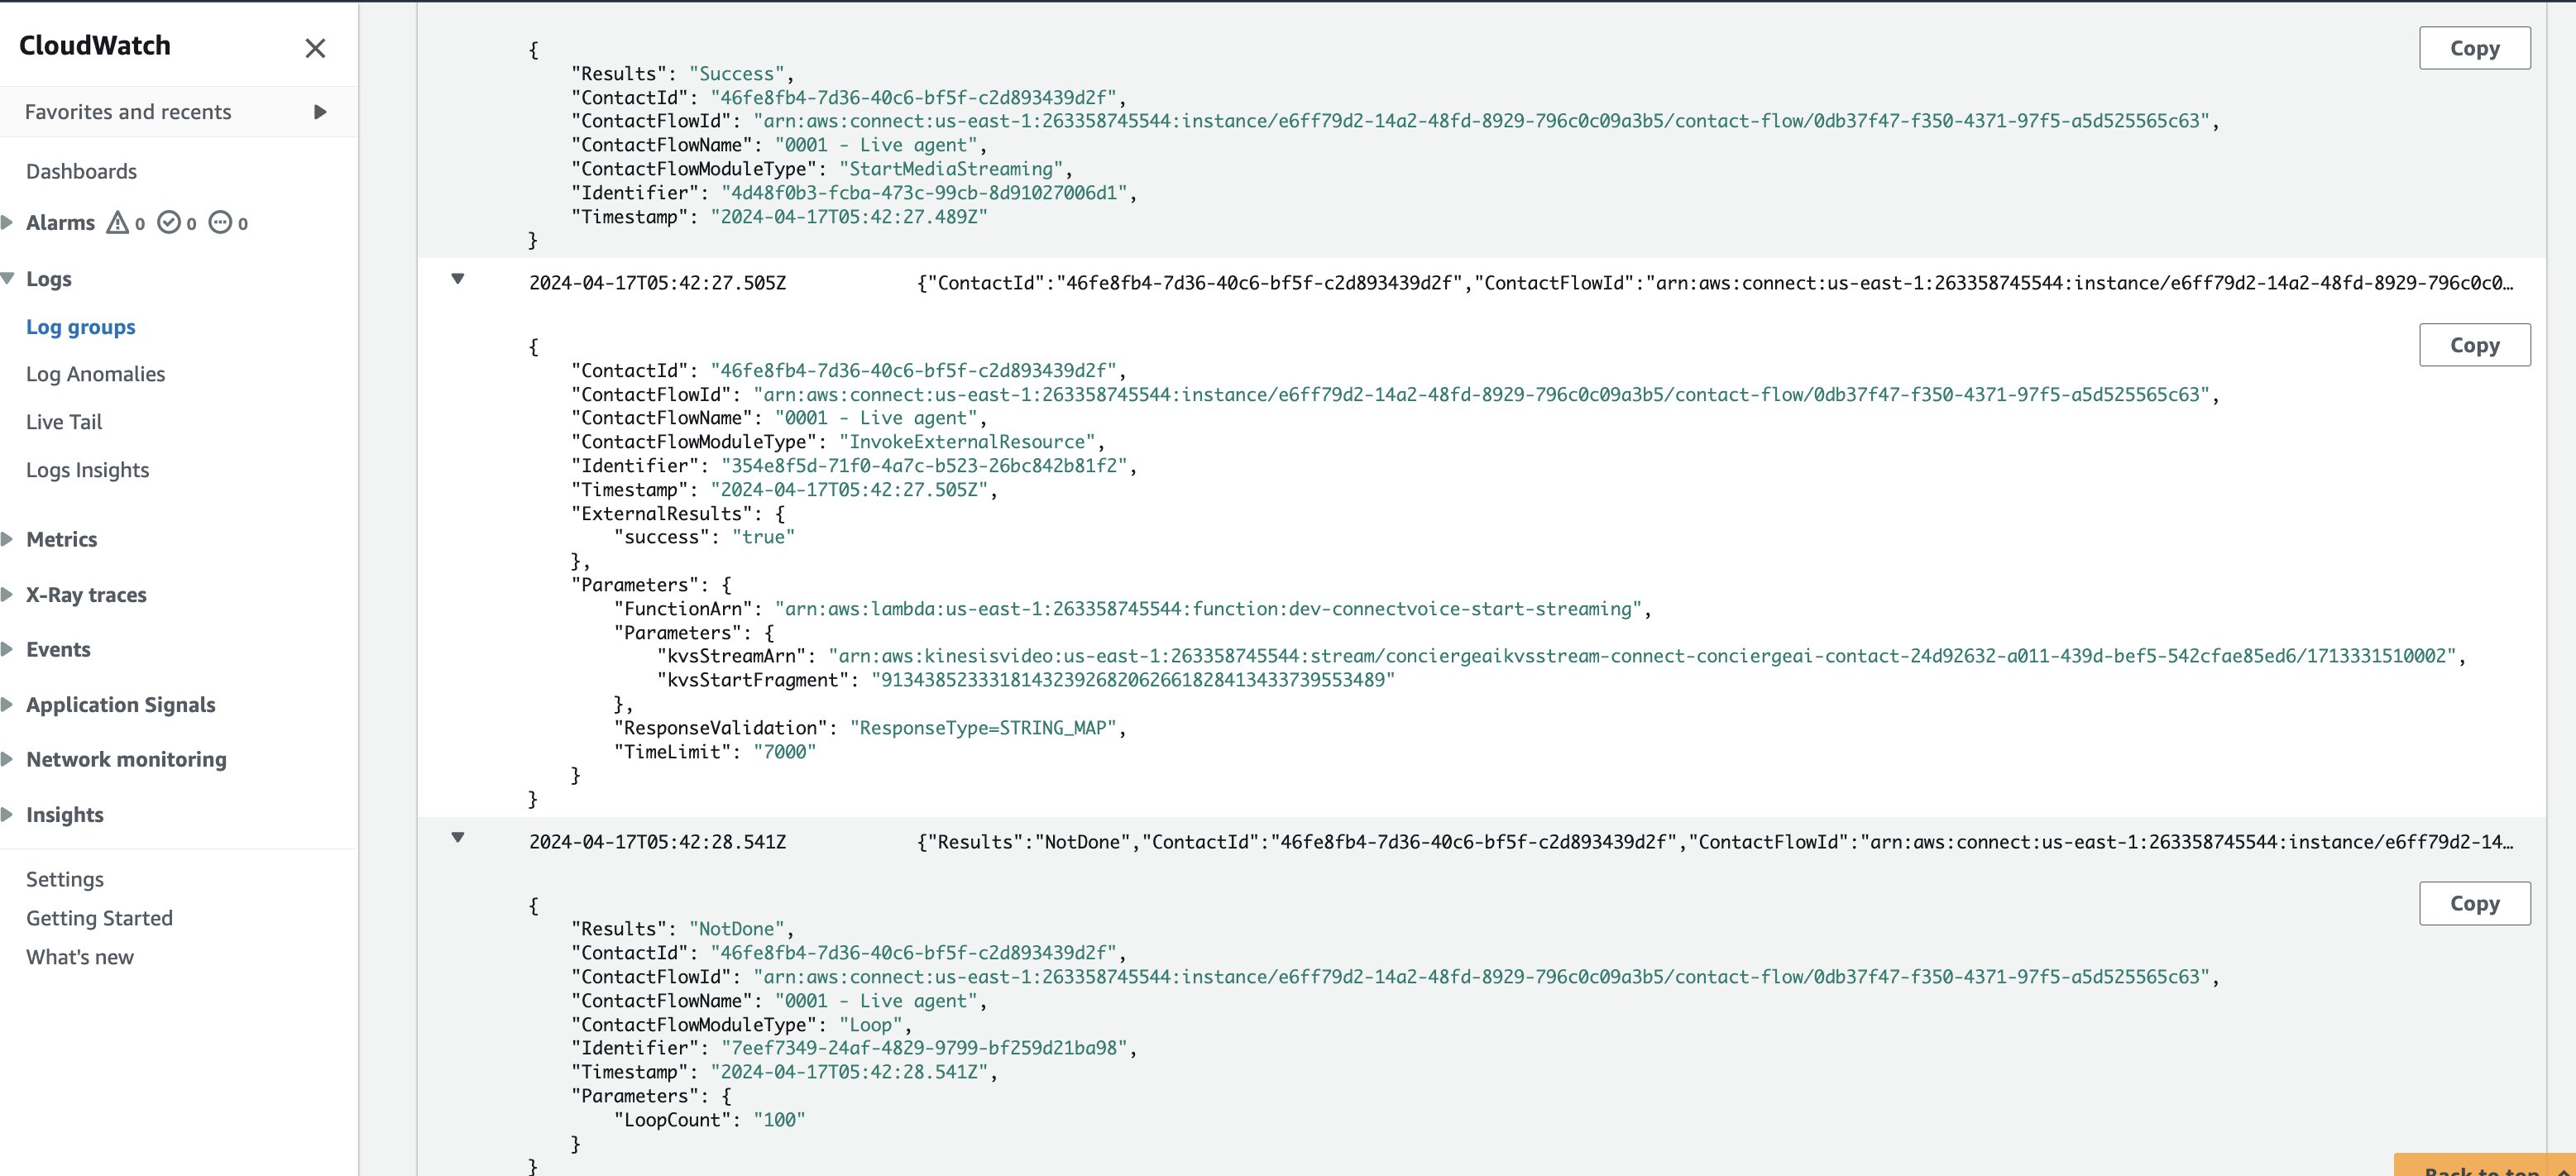 CloudWatch
Favorites and recents
Dashboards
Alarms 0 0 0
Logs
Log groups
Log Anomalies
Live Tail
Logs Insights
Metrics
X-Ray traces
Events
Application Signals
Network monitoring
Insights
Settings
Getting Started
What's new
Copy
{
"Results": "Success",
"ContactId": "46fe8fb4-7d36-40c6-bf5f-c2d893439d2f",
"ContactFlowId": "arn:aws:connect:us-east-1:263358745544:instance/e6ff79d2-14a2-48fd-8929-796c0c09a3b5/contact-flow/0db37f47-f350-4371-97f5-a5d525565c63",
"ContactFlowName": "0001 - Live agent",
"ContactFlowModuleType": "StartMediaStreaming",
"Identifier": "4d48f0b3-fcba-473c-99cb-8d91027006d1",
"Timestamp": "2024-04-17T05:42:27.489Z"
}
2024-04-17T05:42:27.505Z {"ContactId":"46fe8fb4-7d36-40c6-bf5f-c2d893439d2f","ContactFlowId":"arn:aws:connect:us-east-1:263358745544:instance/e6ff79d2-14a2-48fd-8929-796c0c0...
Copy
{
"ContactId": "46fe8fb4-7d36-40c6-bf5f-c2d893439d2f",
"ContactFlowId": "arn:aws:connect:us-east-1:263358745544:instance/e6ff79d2-14a2-48fd-8929-796c0c09a3b5/contact-flow/0db37f47-f350-4371-97f5-a5d525565c63",
"ContactFlowName": "0001 - Live agent",
"ContactFlowModuleType": "InvokeExternalResource",
"Identifier": "354e8f5d-71f0-4a7c-b523-26bc842b81f2",
"Timestamp": "2024-04-17T05:42:27.505Z",
"ExternalResults": {
"success": "true"
},
"Parameters": {
"FunctionArn": "arn:aws:lambda:us-east-1:263358745544:function:dev-connectvoice-start-streaming",
"Parameters": {
"kvsStreamArn": "arn:aws:kinesisvideo:us-east-1:263358745544:stream/conciergeaikvsstream-connect-conciergeai-contact-24d92632-a011-439d-bef5-542cfae85ed6/1713331510002",
"kvsStartFragment": "91343852333181432392682062661828413433739553489"
},
"ResponseValidation": "ResponseType=STRING_MAP",
"TimeLimit": "7000"
}
}
2024-04-17T05:42:28.541Z {"Results":"NotDone","ContactId":"46fe8fb4-7d36-40c6-bf5f-c2d893439d2f","ContactFlowId":"arn:aws:connect:us-east-1:263358745544:instance/e6ff79d2-14...
Copy
{
"Results": "NotDone",
"ContactId": "46fe8fb4-7d36-40c6-bf5f-c2d893439d2f",
"ContactFlowId": "arn:aws:connect:us-east-1:263358745544:instance/e6ff79d2-14a2-48fd-8929-796c0c09a3b5/contact-flow/0db37f47-f350-4371-97f5-a5d525565c63",
"ContactFlowName": "0001 - Live agent",
"ContactFlowModuleType": "Loop",
"Identifier": "7eef7349-24af-4829-9799-bf259d21ba98",
"Timestamp": "2024-04-17T05:42:28.541Z",
"Parameters": {
"LoopCount": "100"
}
}
Back to top